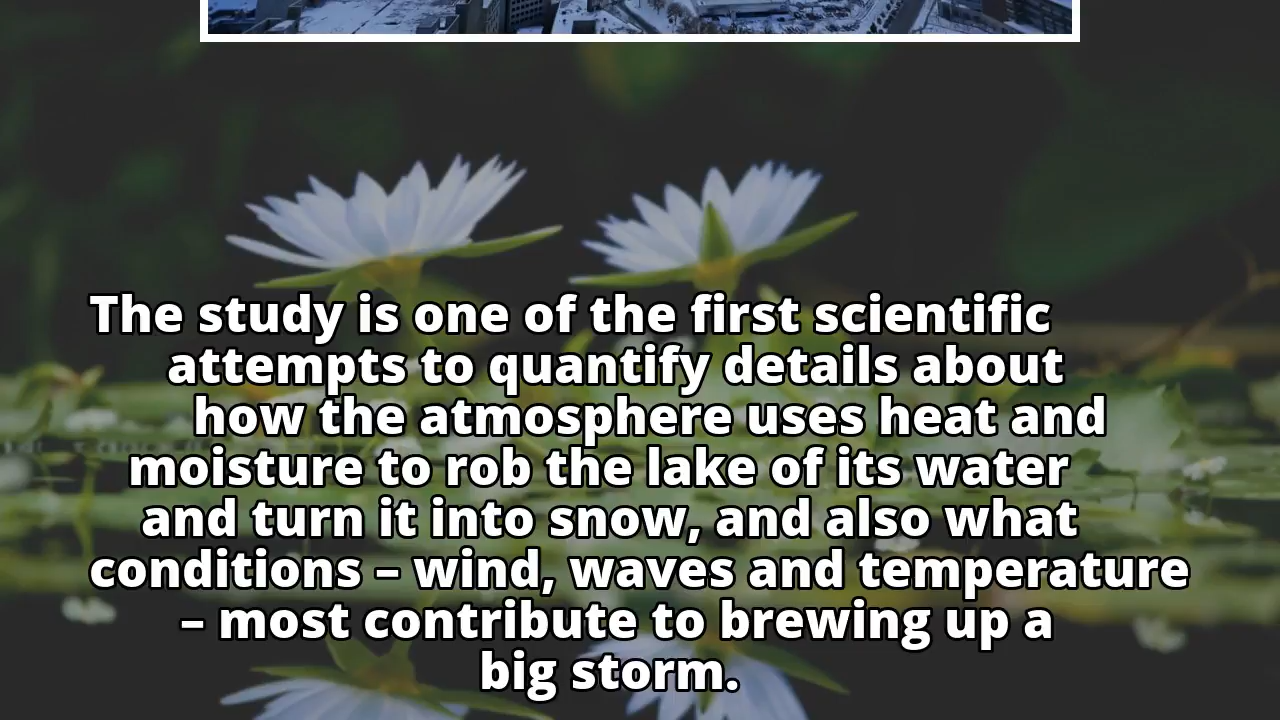 The study is one of the first scientific
attempts to quantify details about
how the atmosphere uses heat and
moisture to rob the lake of its water
and turn it into snow, and also what
conditions – wind, waves and temperature
– most contribute to brewing up a
big storm.